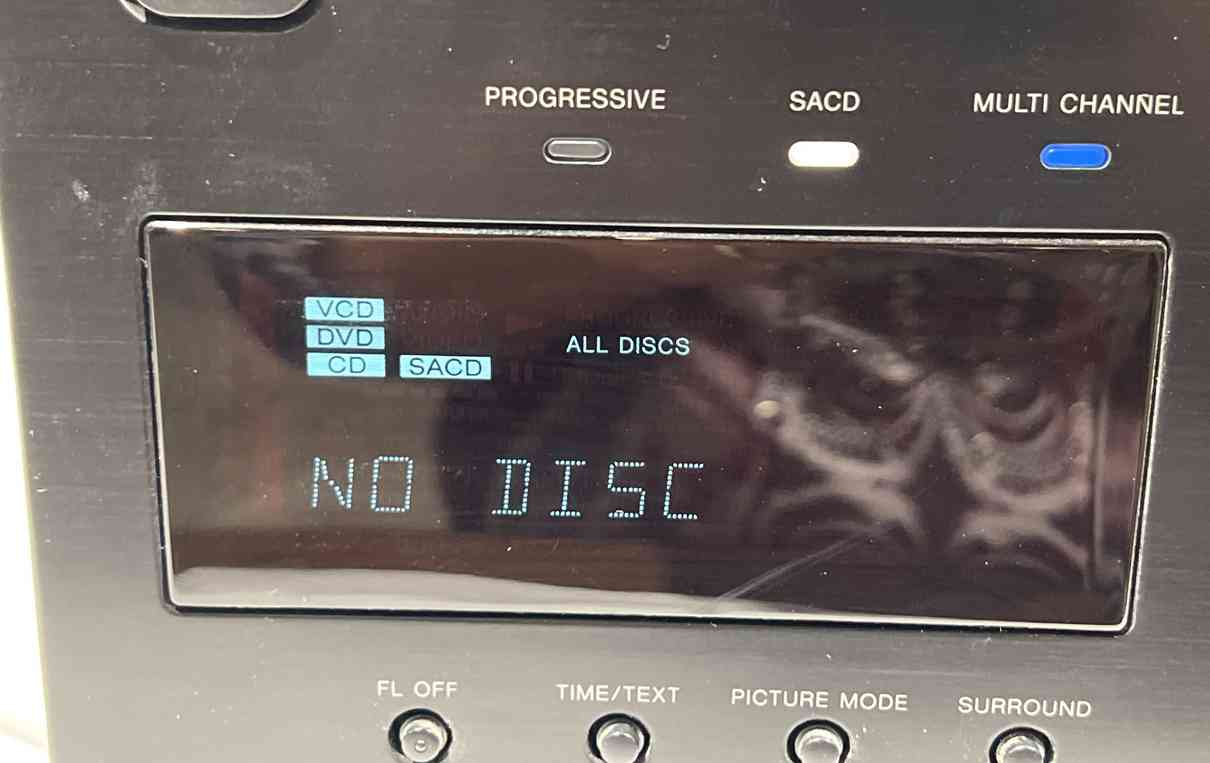 PROGRESSIVE SACD MULTI CHANNEL
VCD
DVD
CD SACD ALL DISCS
NO DISC
FL OFF TIME/TEXT PICTURE MODE SURROUND